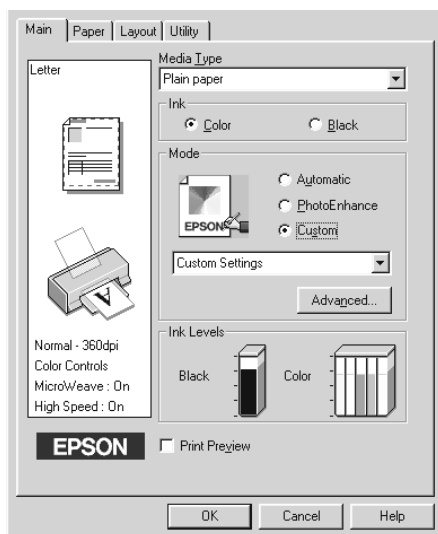 Main Paper Layout Utility
Letter
Media Type
Plain paper
Ink
Color Black
Mode
EPSON
Automatic
PhotoEnhance
Custom
Custom Settings
Advanced...
A
Normal - 360dpi
Color Controls
MicroWeave : On
High Speed : On
Ink Levels
Black Color
EPSON
Print Preview
OK Cancel Help